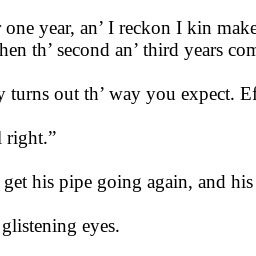 one year, an’ I reckon I kin make
hen th’ second an’ third years com
y turns out th’ way you expect. Ef
right.”
get his pipe going again, and his
glistening eyes.